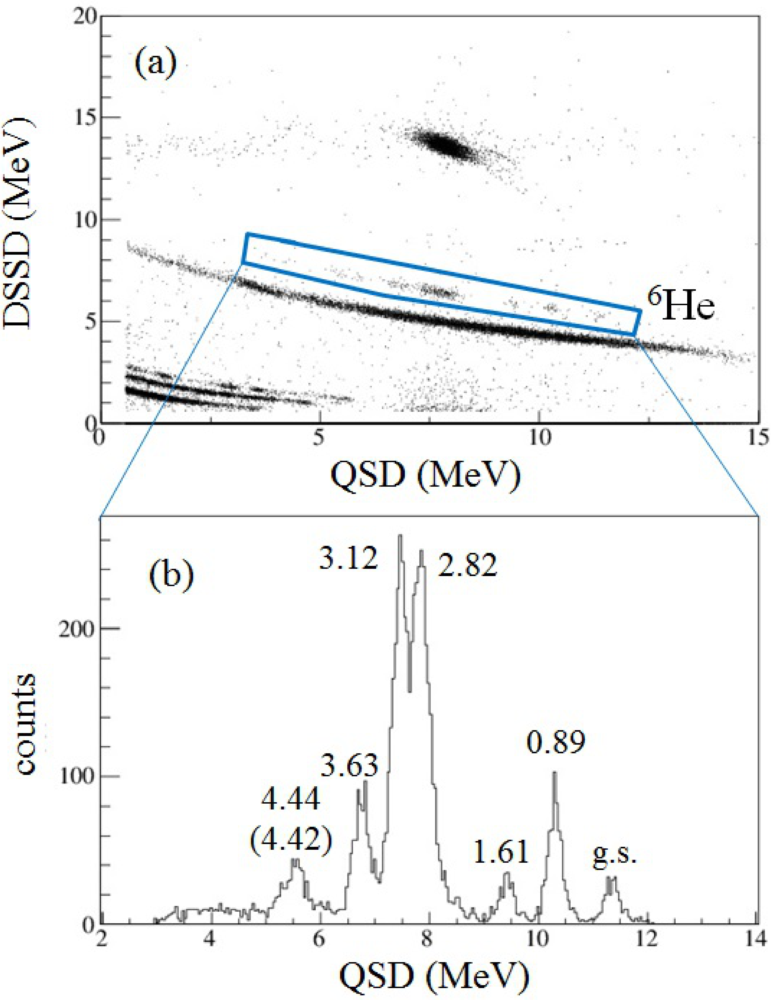 20
(a)
15
DSSD (MeV)
10
⁶He
5
0
0 5 10 15
QSD (MeV)
3.12
2.82
(b)
200
counts
0.89
3.63
100
4.44
(4.42)
1.61
g.s.
0
2 4 6 8 10 12 14
QSD (MeV)